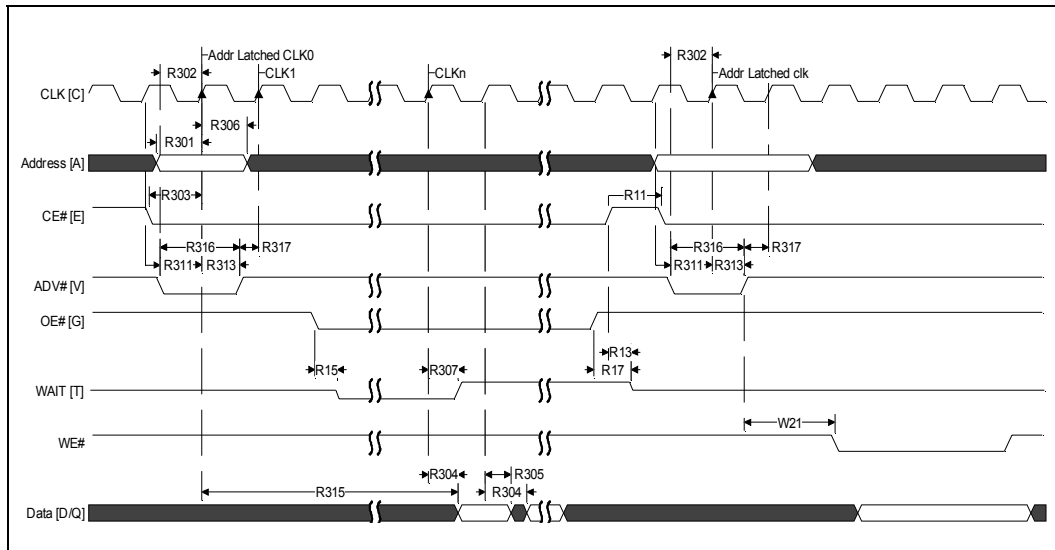 Addr Latched CLK0
R302
R302
CLK1
CLKn
Addr Latched clk
CLK [C]
R306
R301
Address [A]
R303
R11
CE# [E]
R316
R317
R316
R317
R311
R313
R311
R313
ADV# [V]
OE# [G]
R13
R15
R307
R17
WAIT [T]
W21
WE#
R304
R305
R315
R304
Data [D/Q]